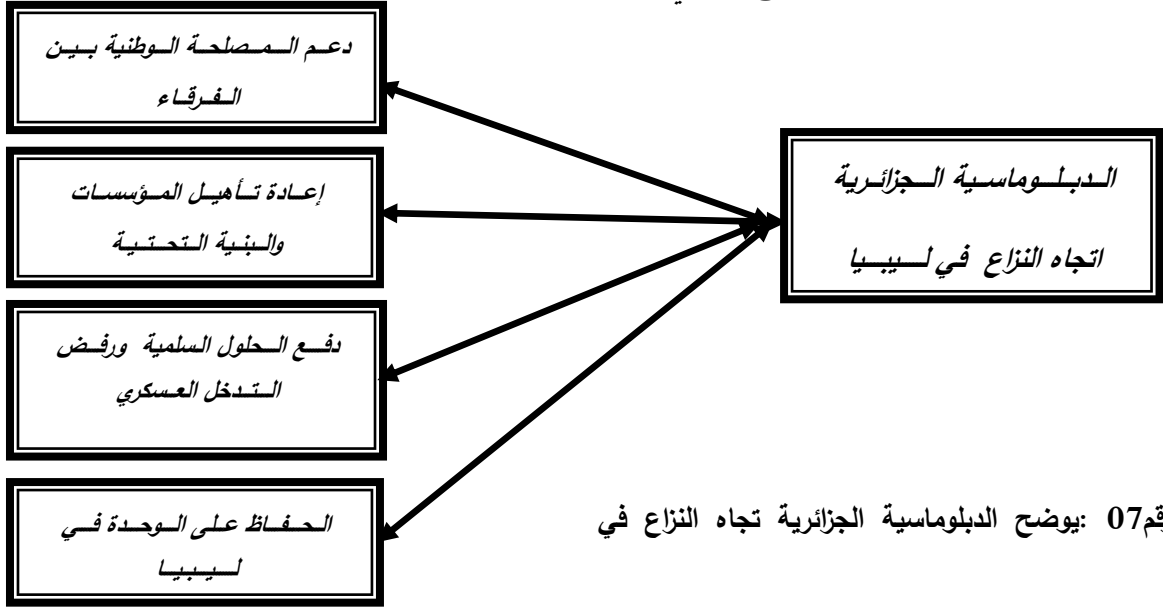 دعم المصلحة الوطنية بين
الفرقاء
إعادة تأهيل المؤسسات
والبنية التحتية
دفع الحلول السلمية ورفض
التدخل العسكري
الحفاظ على الوحدة في
ليبيا
الدبلوماسية الجزائرية
اتجاه النزاع في ليبيا
07: يوضح الدبلوماسية الجزائرية تجاه النزاع في